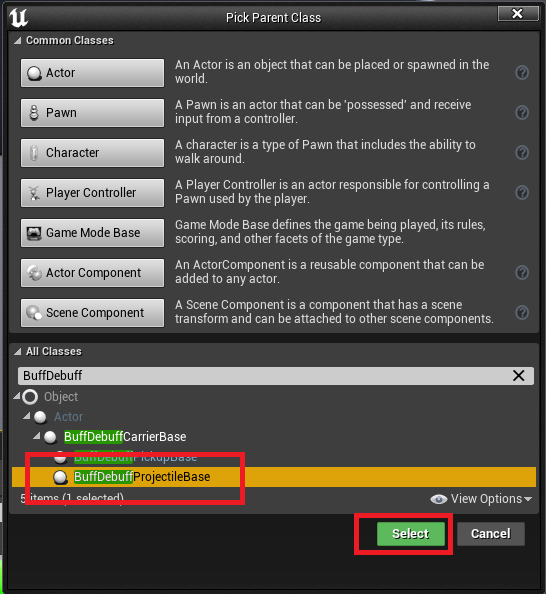 Pick Parent Class
Common Classes
Actor
An Actor is an object that can be placed or spawned in the
world.
Pawn
A Pawn is an actor that can be 'possessed' and receive
input from a controller.
Character
A character is a type of Pawn that includes the ability to
walk around.
Player Controller
A Player Controller is an actor responsible for controlling a
Pawn used by the player.
Game Mode Base
Game Mode Base defines the game being played, its rules,
scoring, and other facets of the game type.
Actor Component
An ActorComponent is a reusable component that can be
added to any actor.
Scene Component
A Scene Component is a component that has a scene
transform and can be attached to other scene components.
All Classes
BuffDebuff
Object
Actor
BuffDebuffCarrierBase
BuffDebuffPickupBase
BuffDebuffProjectileBase
5 items (1 selected)
View Options
Select
Cancel